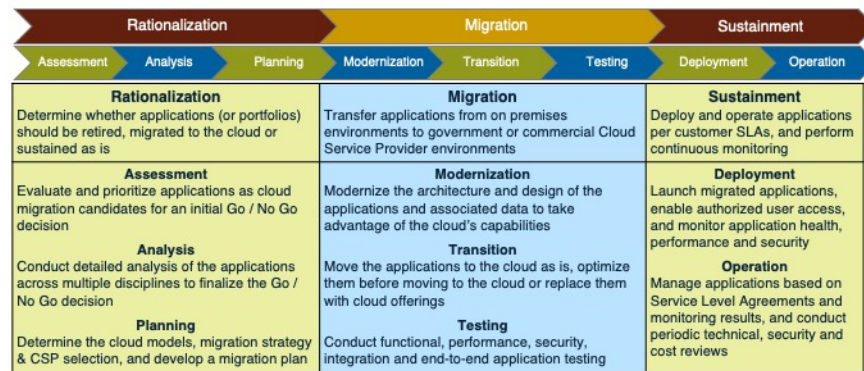 Rationalization
Migration
Sustainment
Assessment
Analysis
Planning
Modernization
Transition
Testing
Deployment
Operation
Rationalization
Determine whether applications (or portfolios)
should be retired, migrated to the cloud or
sustained as is
Migration
Transfer applications from on premises
environments to government or commercial Cloud
Service Provider environments
Sustainment
Deploy and operate applications
per customer SLAs, and perform
continuous monitoring
Assessment
Evaluate and prioritize applications as cloud
migration candidates for an initial Go / No Go
decision
Analysis
Conduct detailed analysis of the applications
across multiple disciplines to finalize the Go /
No Go decision
Planning
Determine the cloud models, migration strategy
& CSP selection, and develop a migration plan
Modernization
Modernize the architecture and design of the
applications and associated data to take
advantage of the cloud's capabilities
Transition
Move the applications to the cloud as is, optimize
them before moving to the cloud or replace them
with cloud offerings
Testing
Conduct functional, performance, security,
integration and end-to-end application testing
Deployment
Launch migrated applications,
enable authorized user access,
and monitor application health,
performance and security
Operation
Manage applications based on
Service Level Agreements and
monitoring results, and conduct
periodic technical, security and
cost reviews